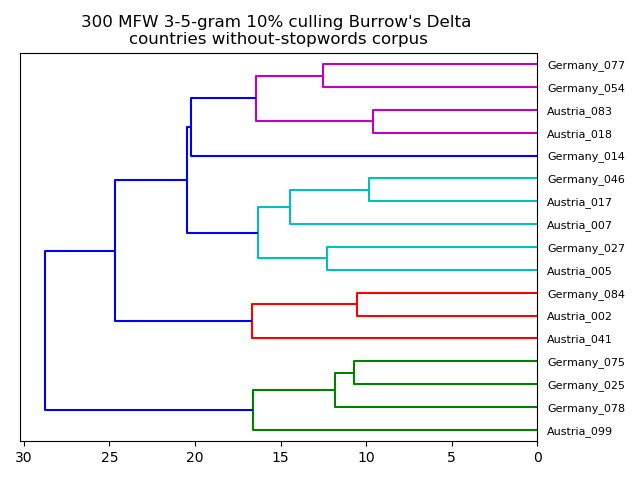 300 MFW 3-5-gram 10% culling Burrow's Delta
countries without-stopwords corpus
Germany_077
Germany_054
Austria_083
Austria_018
Germany_014
Germany_046
Austria_017
Austria_007
Germany_027
Austria_005
Germany_084
Austria_002
Austria_041
Germany_075
Germany_025
Germany_078
Austria_099
30 25 20 15 10 5 0